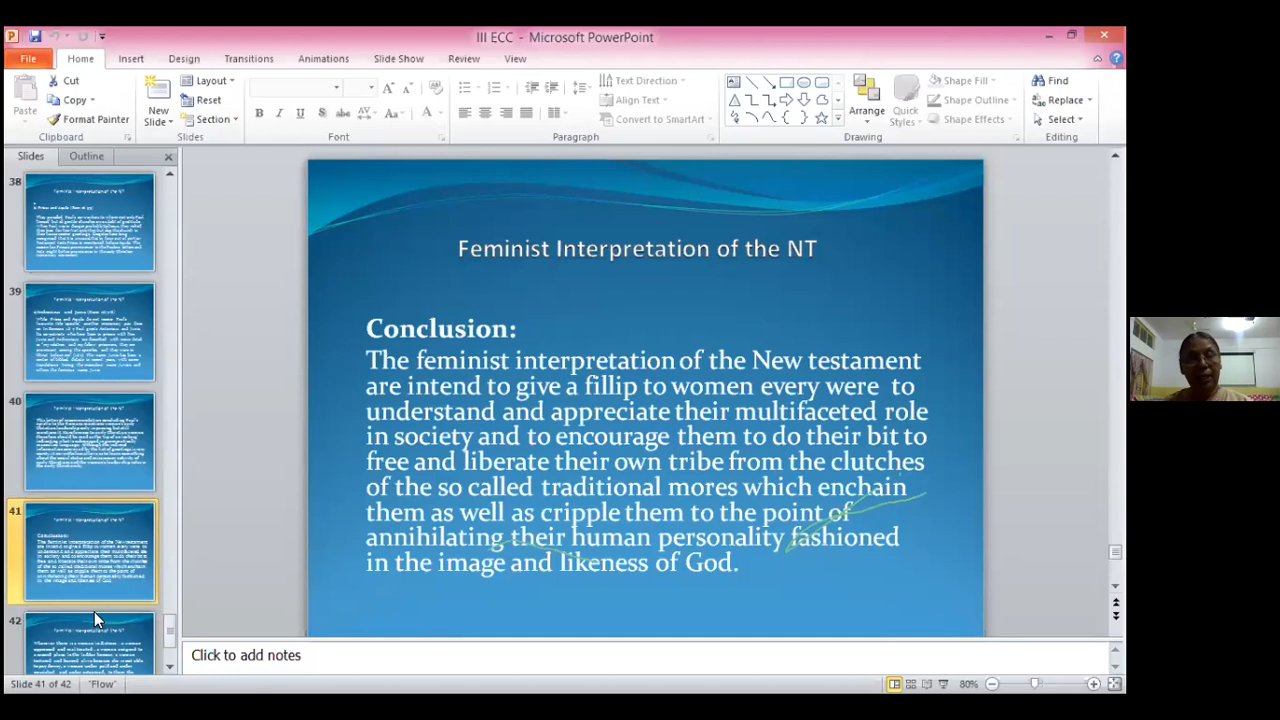 III ECC - Microsoft PowerPoint
File Home Insert Design Transitions Animations Slide Show Review View
Cut
Copy
Format Painter
Paste
Clipboard
New
Slide
Layout
Reset
Section
Slides
Font
Text Direction
Align Text
Convert to SmartArt
Paragraph
Arrange
Quick
Styles
Shape Fill
Shape Outline
Shape Effects
Drawing
Find
Replace
Select
Editing
Slides Outline
38
39
40
41
42
Feminist Interpretation of the NT
Conclusion:
The feminist interpretation of the New testament
are intend to give a fillip to women every were to
understand and appreciate their multifaceted role
in society and to encourage them to do their bit to
free and liberate their own tribe from the clutches
of the so called traditional mores which enchain
them as well as cripple them to the point of
annihilating their human personality fashioned
in the image and likeness of God.
Click to add notes
Slide 41 of 42 "Flow" 80%